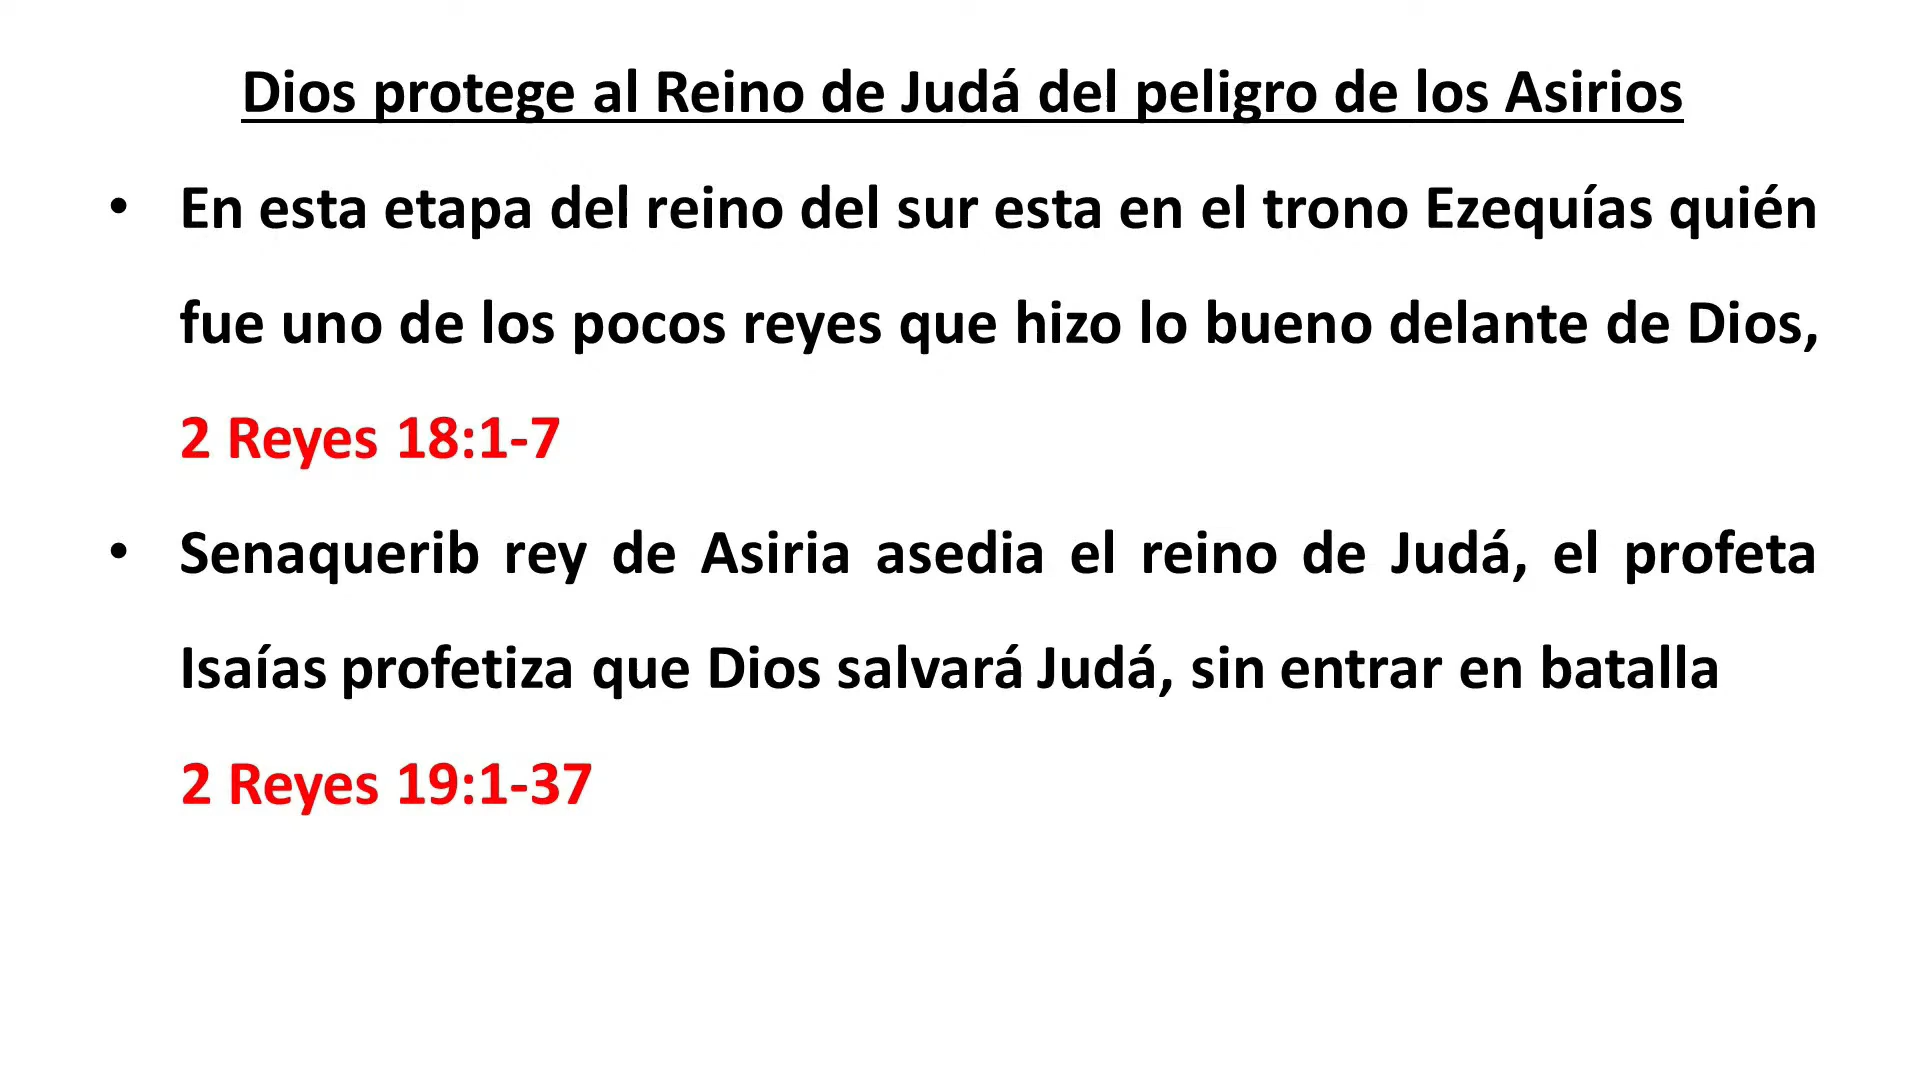 Dios protege al Reino de Judá del peligro de los Asirios
• En esta etapa del reino del sur esta en el trono Ezequías quién
fue uno de los pocos reyes que hizo lo bueno delante de Dios,
2 Reyes 18:1-7
• Senaquerib rey de Asiria asedia el reino de Judá, el profeta
Isaías profetiza que Dios salvará Judá, sin entrar en batalla
2 Reyes 19:1-37